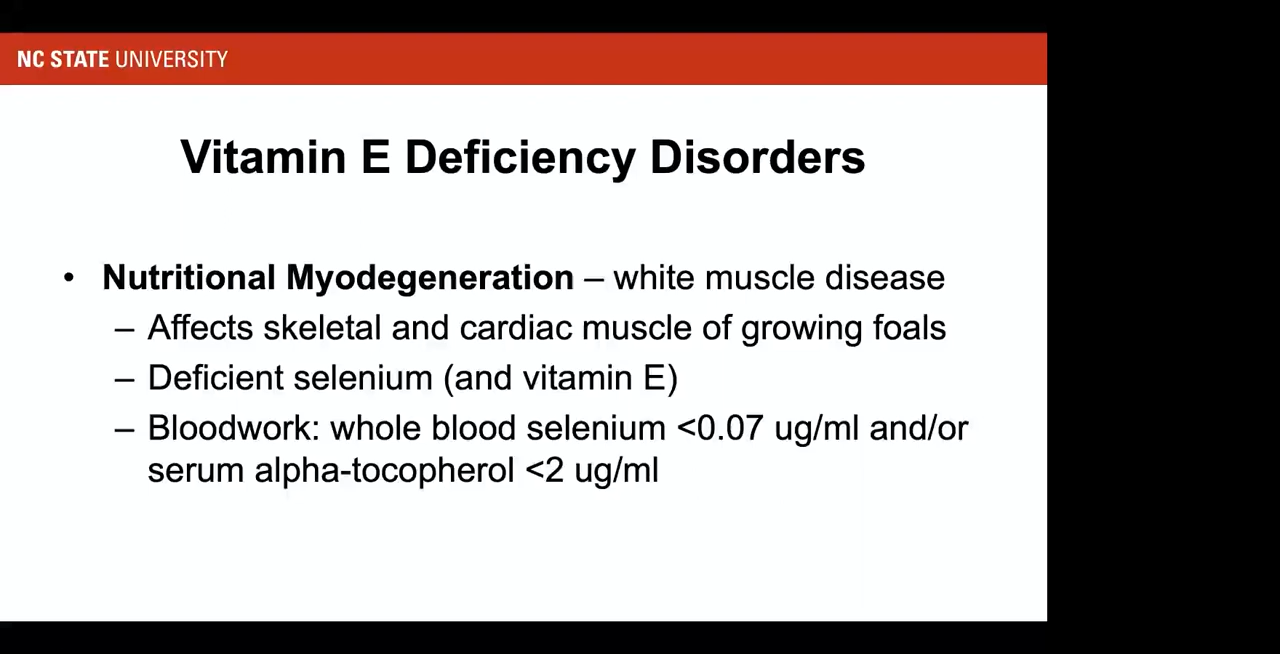 NC STATE UNIVERSITY
Vitamin E Deficiency Disorders
• Nutritional Myodegeneration – white muscle disease
– Affects skeletal and cardiac muscle of growing foals
– Deficient selenium (and vitamin E)
– Bloodwork: whole blood selenium <0.07 ug/ml and/or
serum alpha-tocopherol <2 ug/ml